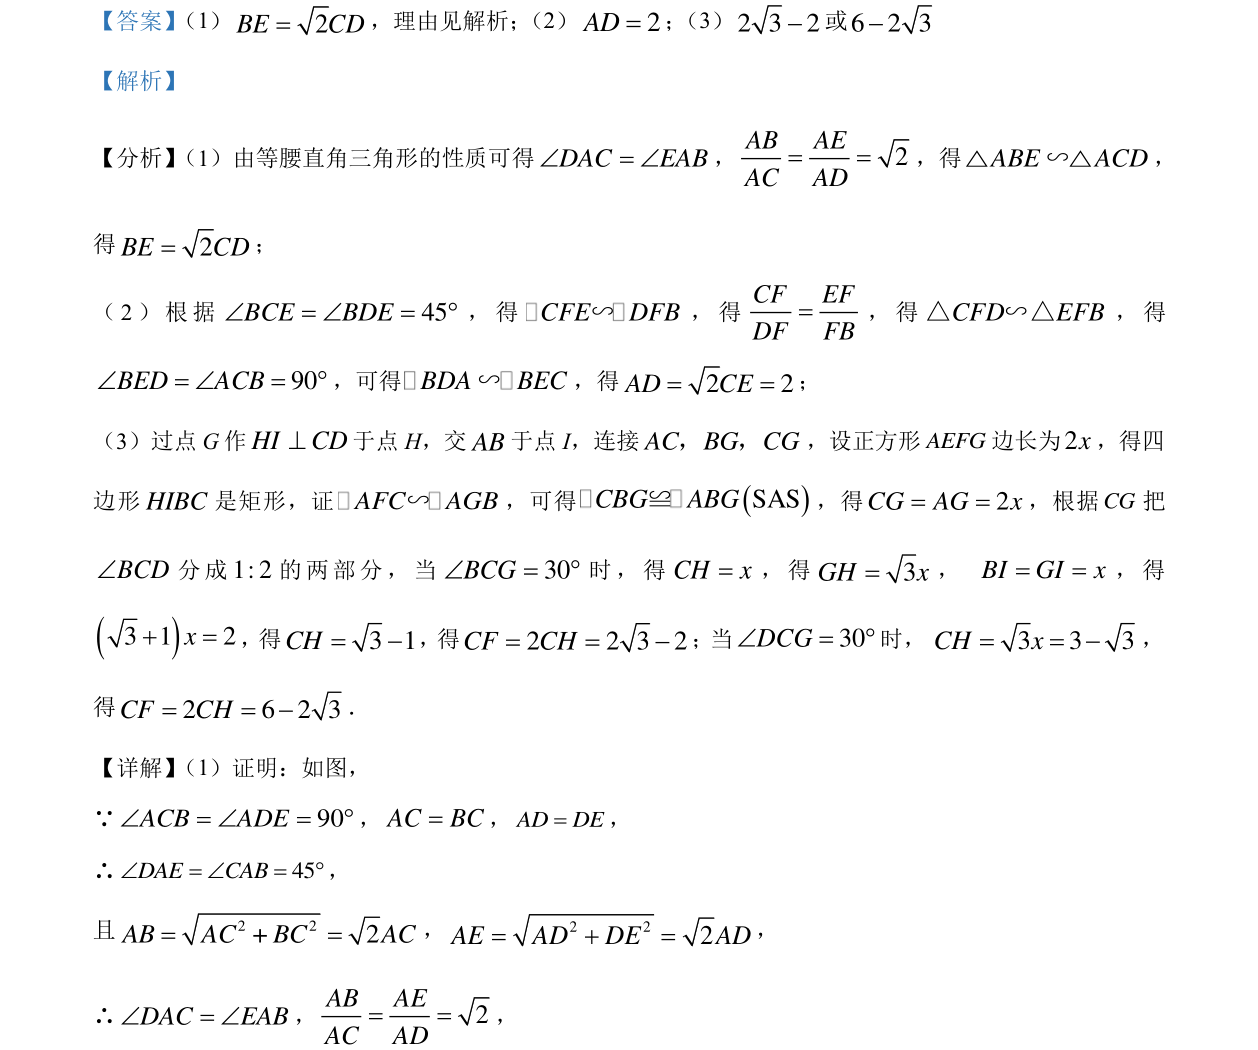 【答案】(1) BE = √2CD，理由见解析；(2) AD = 2；(3) 2√3 − 2 或 6 − 2√3
【解析】
【分析】(1) 由等腰直角三角形的性质可得 ∠DAC = ∠EAB， AB/AC = AE/AD = √2 ，得 △ABE ∽ △ACD，
得 BE = √2CD；
(2) 根据 ∠BCE = ∠BDE = 45°，得 □CFE∽□DFB，得 CF/DF = EF/FB，得 △CFD∽△EFB，得
∠BED = ∠ACB = 90°，可得□BDA ∽□BEC，得 AD = √2CE = 2；
(3) 过点 G 作 HI ⊥ CD 于点 H，交 AB 于点 I，连接 AC，BG，CG，设正方形 AEFG 边长为 2x，得四
边形 HIBC 是矩形，证□AFC∽□AGB，可得□CBG≌□ABG(SAS)，得 CG = AG = 2x，根据 CG 把
∠BCD 分成 1:2 的两部分，当 ∠BCG = 30° 时，得 CH = x，得 GH = √3x， BI = GI = x，得
(√3 + 1)x = 2，得 CH = √3 − 1，得 CF = 2CH = 2√3 − 2；当 ∠DCG = 30° 时， CH = √3x = 3 − √3，
得 CF = 2CH = 6 − 2√3．
【详解】(1) 证明：如图，
∵ ∠ACB = ∠ADE = 90°， AC = BC， AD = DE，
∴ ∠DAE = ∠CAB = 45°，
且 AB = √(AC² + BC²) = √2AC， AE = √(AD² + DE²) = √2AD，
∴ ∠DAC = ∠EAB， AB/AC = AE/AD = √2，